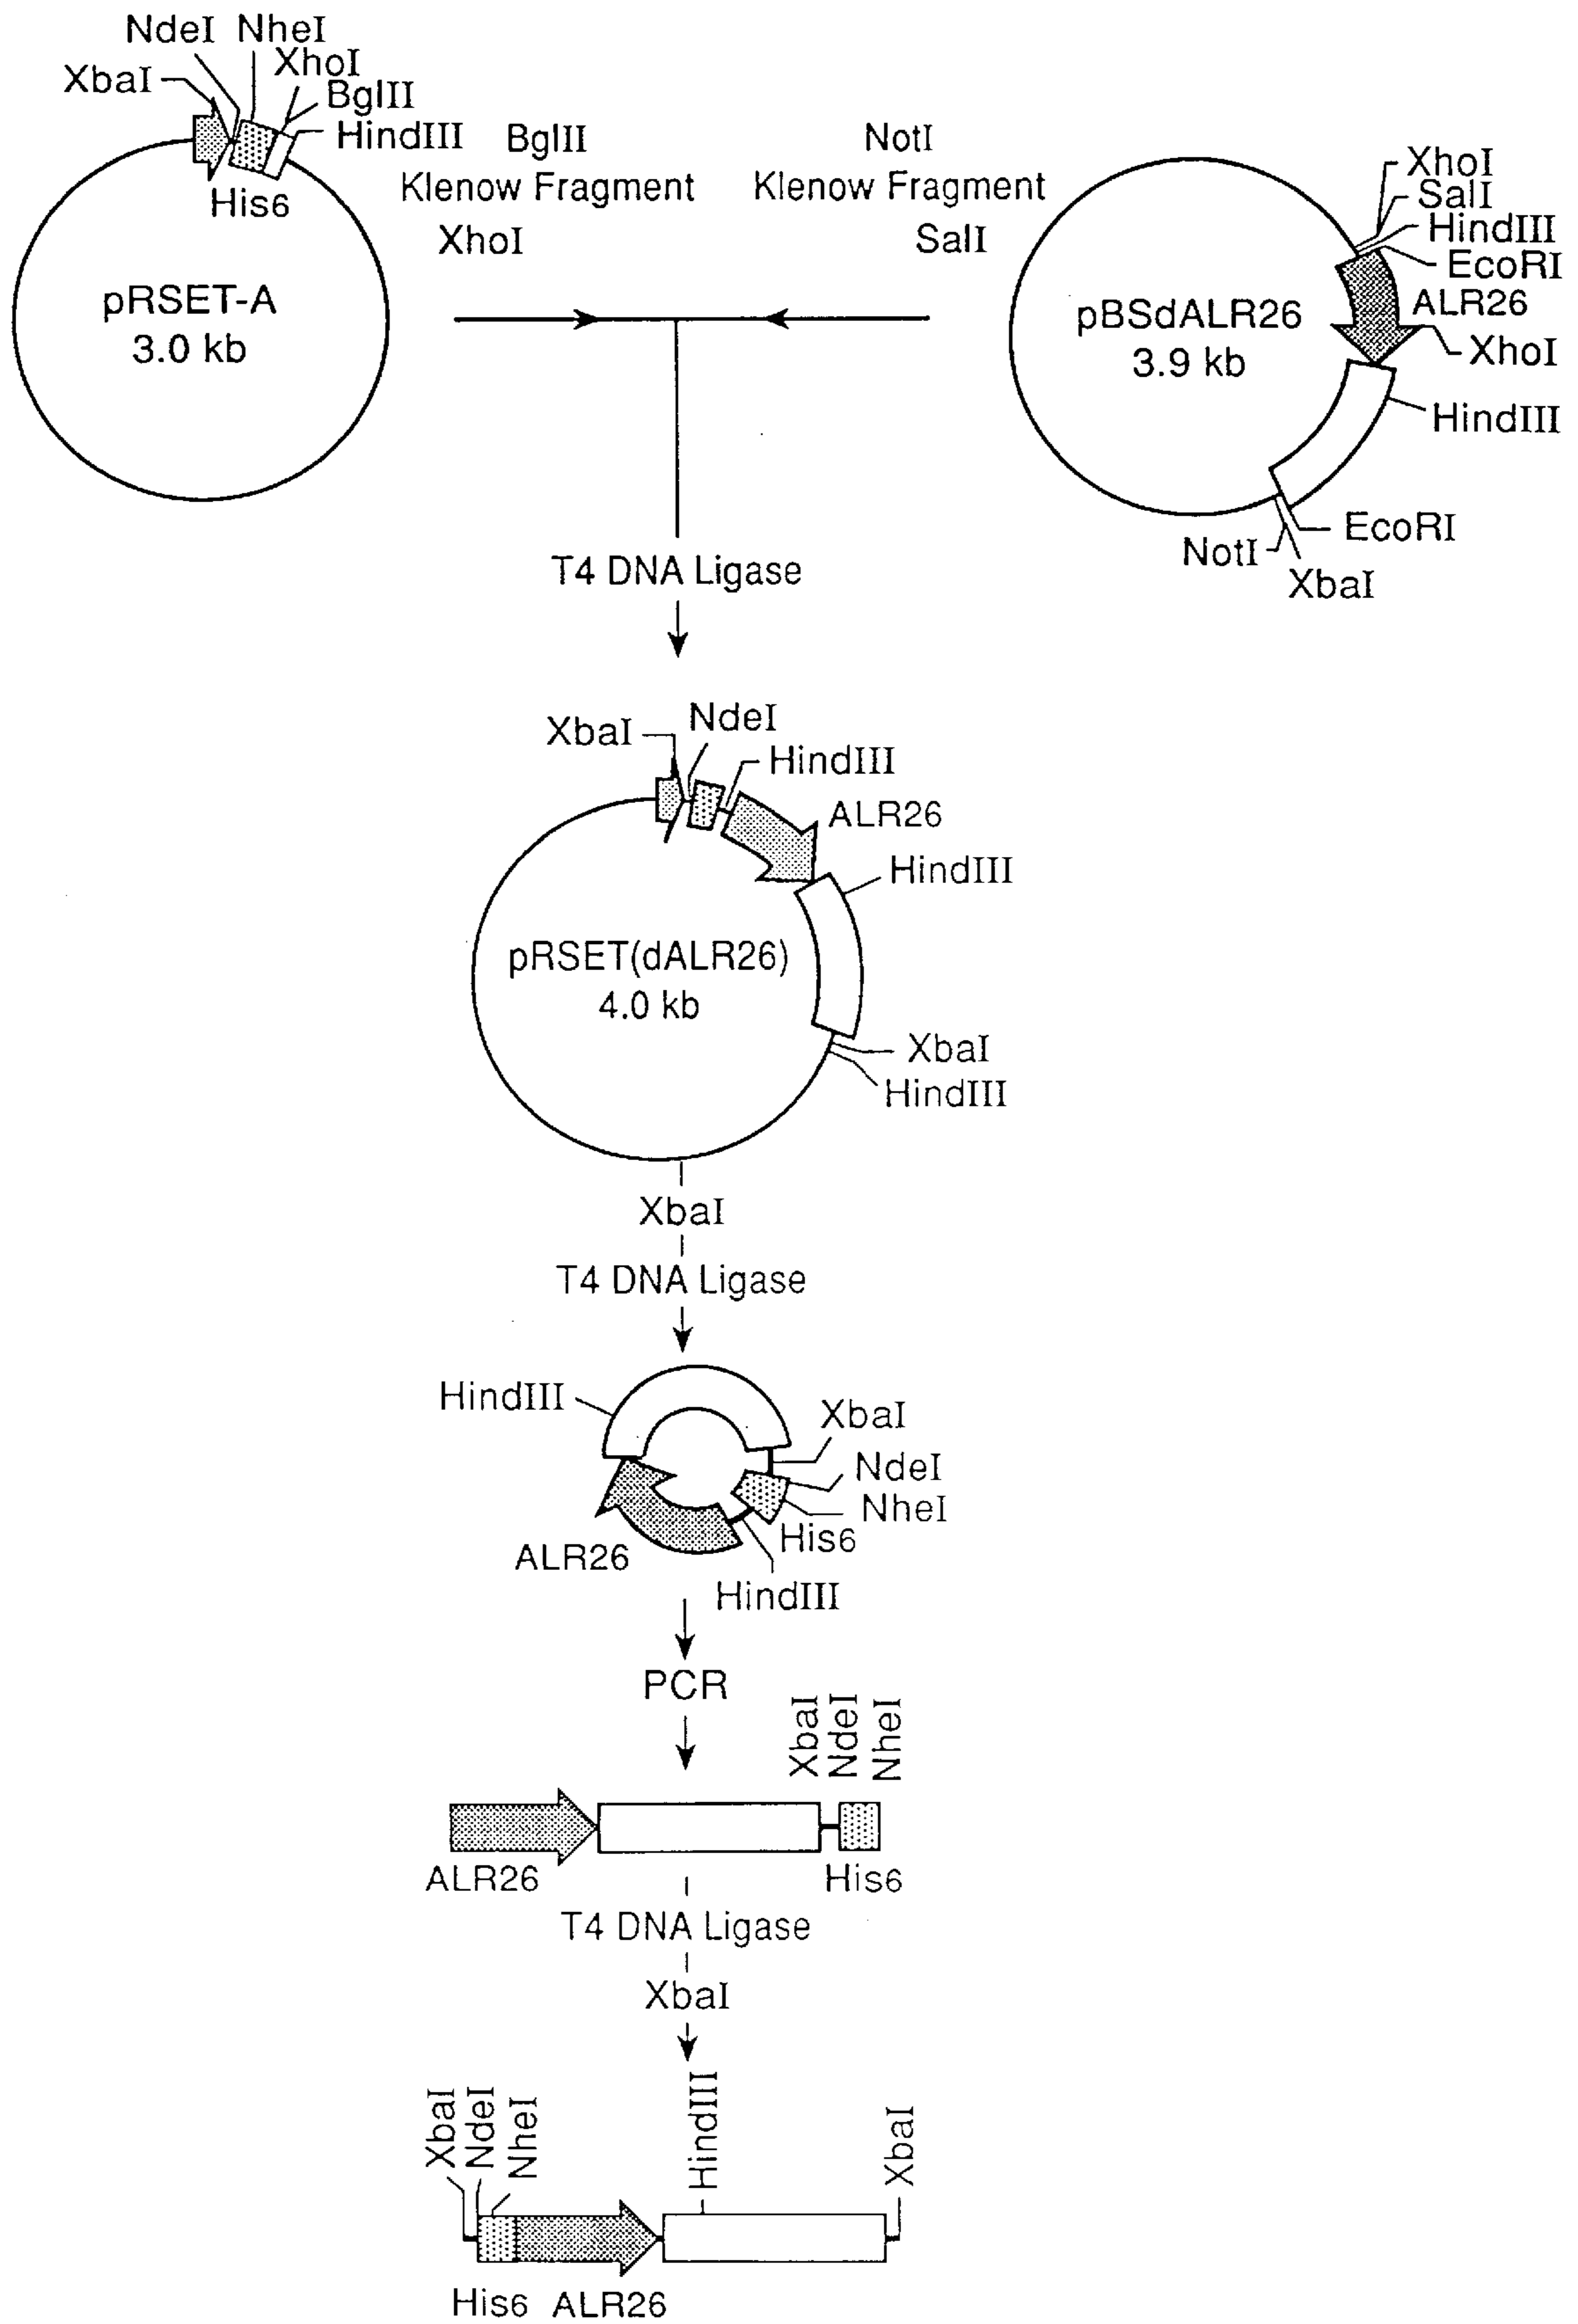 NdeI NheI
XhoI
XbaI
BglII
HindIII
His6
pRSET-A
3.0 kb
BglII
Klenow Fragment
XhoI
NotI
Klenow Fragment
SalI
XhoI
SalI
HindIII
EcoRI
ALR26
XhoI
HindIII
EcoRI
NotI
XbaI
pBSdALR26
3.9 kb
T4 DNA Ligase
XbaI
NdeI
HindIII
ALR26
HindIII
pRSET(dALR26)
4.0 kb
XbaI
HindIII
XbaI
T4 DNA Ligase
HindIII
XbaI
NdeI
NheI
His6
ALR26
HindIII
PCR
XbaI
NdeI
NheI
ALR26
His6
T4 DNA Ligase
XbaI
XbaI
NdeI
NheI
HindIII
XbaI
His6 ALR26